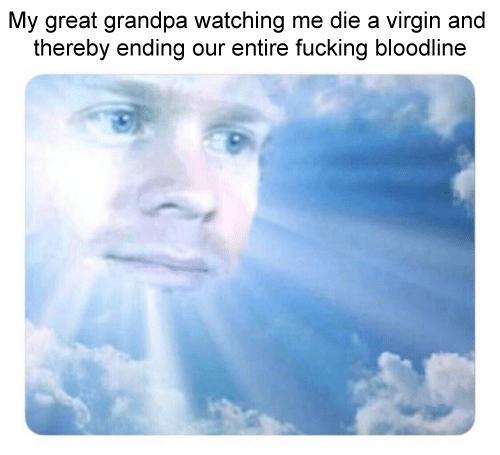 My great grandpa watching me die a virgin and
thereby ending our entire fucking bloodline